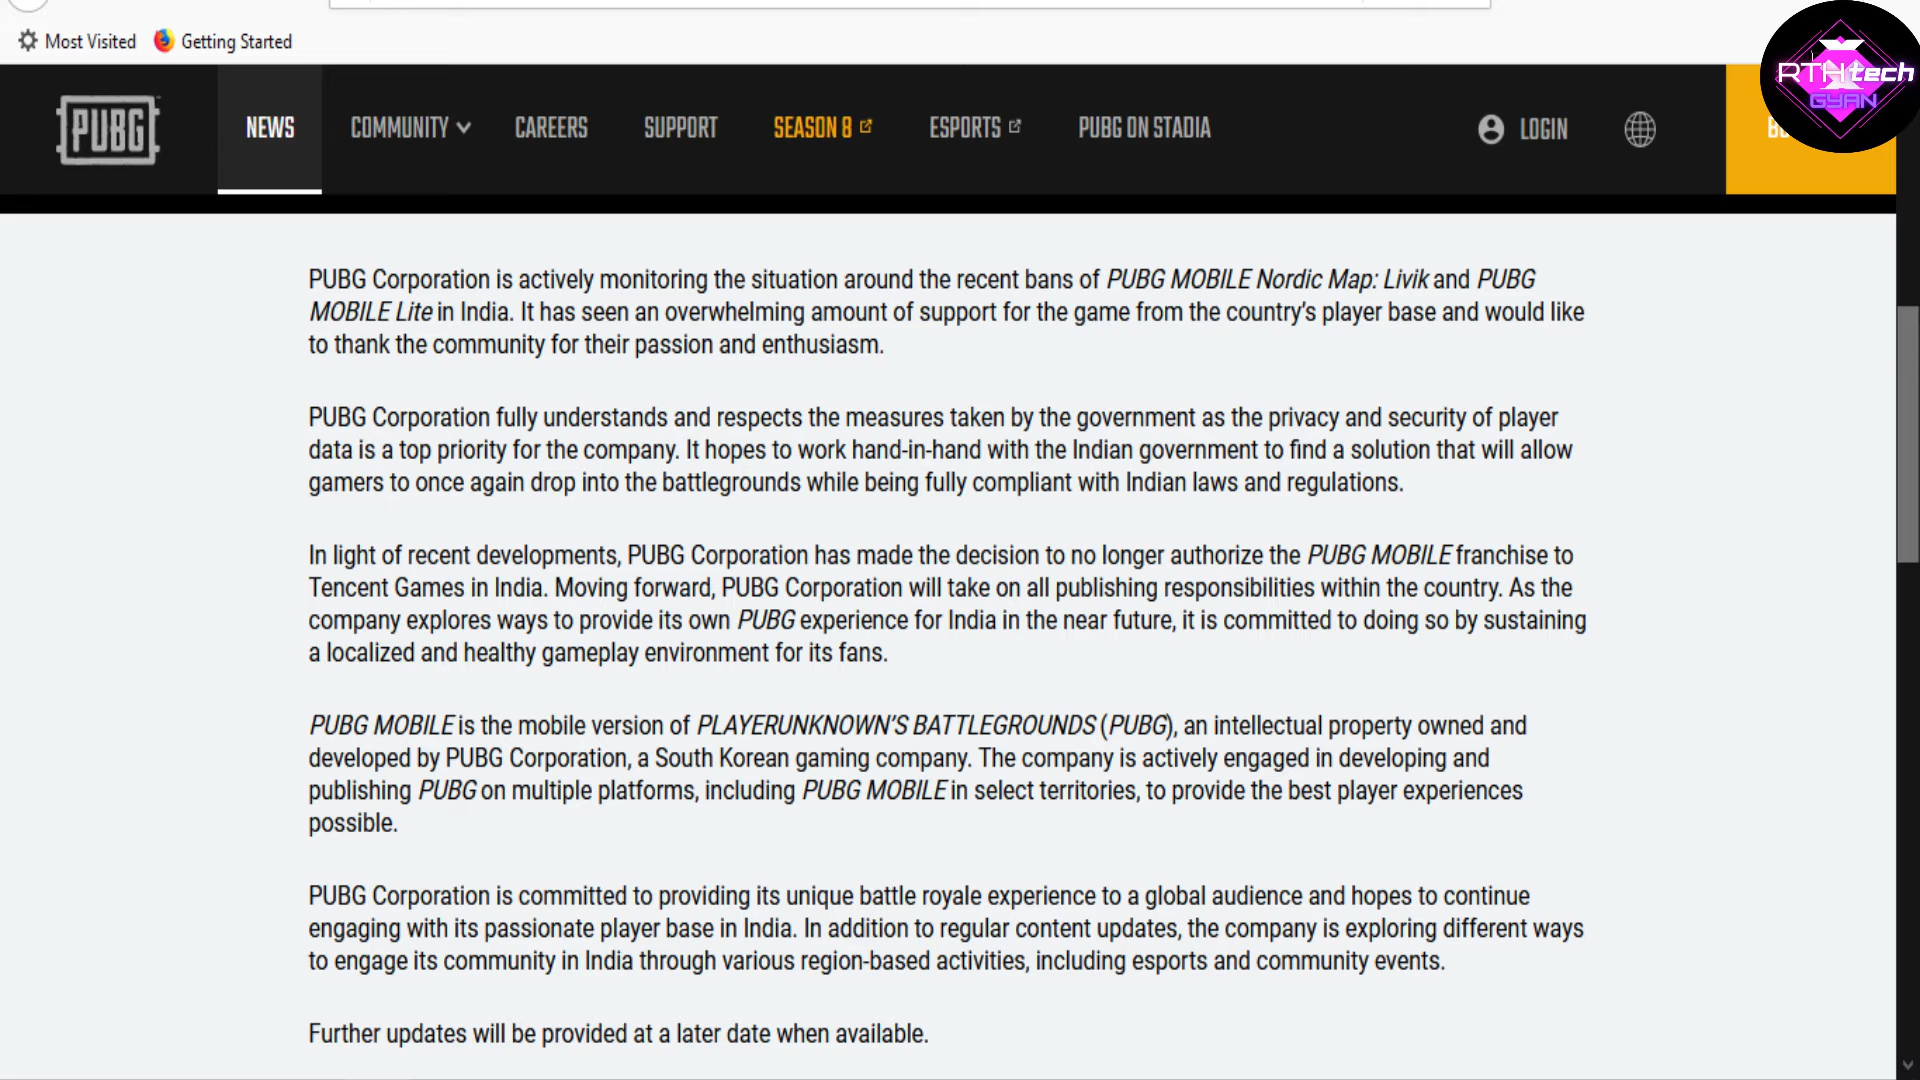 Most Visited Getting Started
PUBG NEWS COMMUNITY CAREERS SUPPORT SEASON 8 ESPORTS PUBG ON STADIA LOGIN
RTHtech
GYAN
PUBG Corporation is actively monitoring the situation around the recent bans of PUBG MOBILE Nordic Map: Livik and PUBG
MOBILE Lite in India. It has seen an overwhelming amount of support for the game from the country’s player base and would like
to thank the community for their passion and enthusiasm.
PUBG Corporation fully understands and respects the measures taken by the government as the privacy and security of player
data is a top priority for the company. It hopes to work hand-in-hand with the Indian government to find a solution that will allow
gamers to once again drop into the battlegrounds while being fully compliant with Indian laws and regulations.
In light of recent developments, PUBG Corporation has made the decision to no longer authorize the PUBG MOBILE franchise to
Tencent Games in India. Moving forward, PUBG Corporation will take on all publishing responsibilities within the country. As the
company explores ways to provide its own PUBG experience for India in the near future, it is committed to doing so by sustaining
a localized and healthy gameplay environment for its fans.
PUBG MOBILE is the mobile version of PLAYERUNKNOWN’S BATTLEGROUNDS (PUBG), an intellectual property owned and
developed by PUBG Corporation, a South Korean gaming company. The company is actively engaged in developing and
publishing PUBG on multiple platforms, including PUBG MOBILE in select territories, to provide the best player experiences
possible.
PUBG Corporation is committed to providing its unique battle royale experience to a global audience and hopes to continue
engaging with its passionate player base in India. In addition to regular content updates, the company is exploring different ways
to engage its community in India through various region-based activities, including esports and community events.
Further updates will be provided at a later date when available.